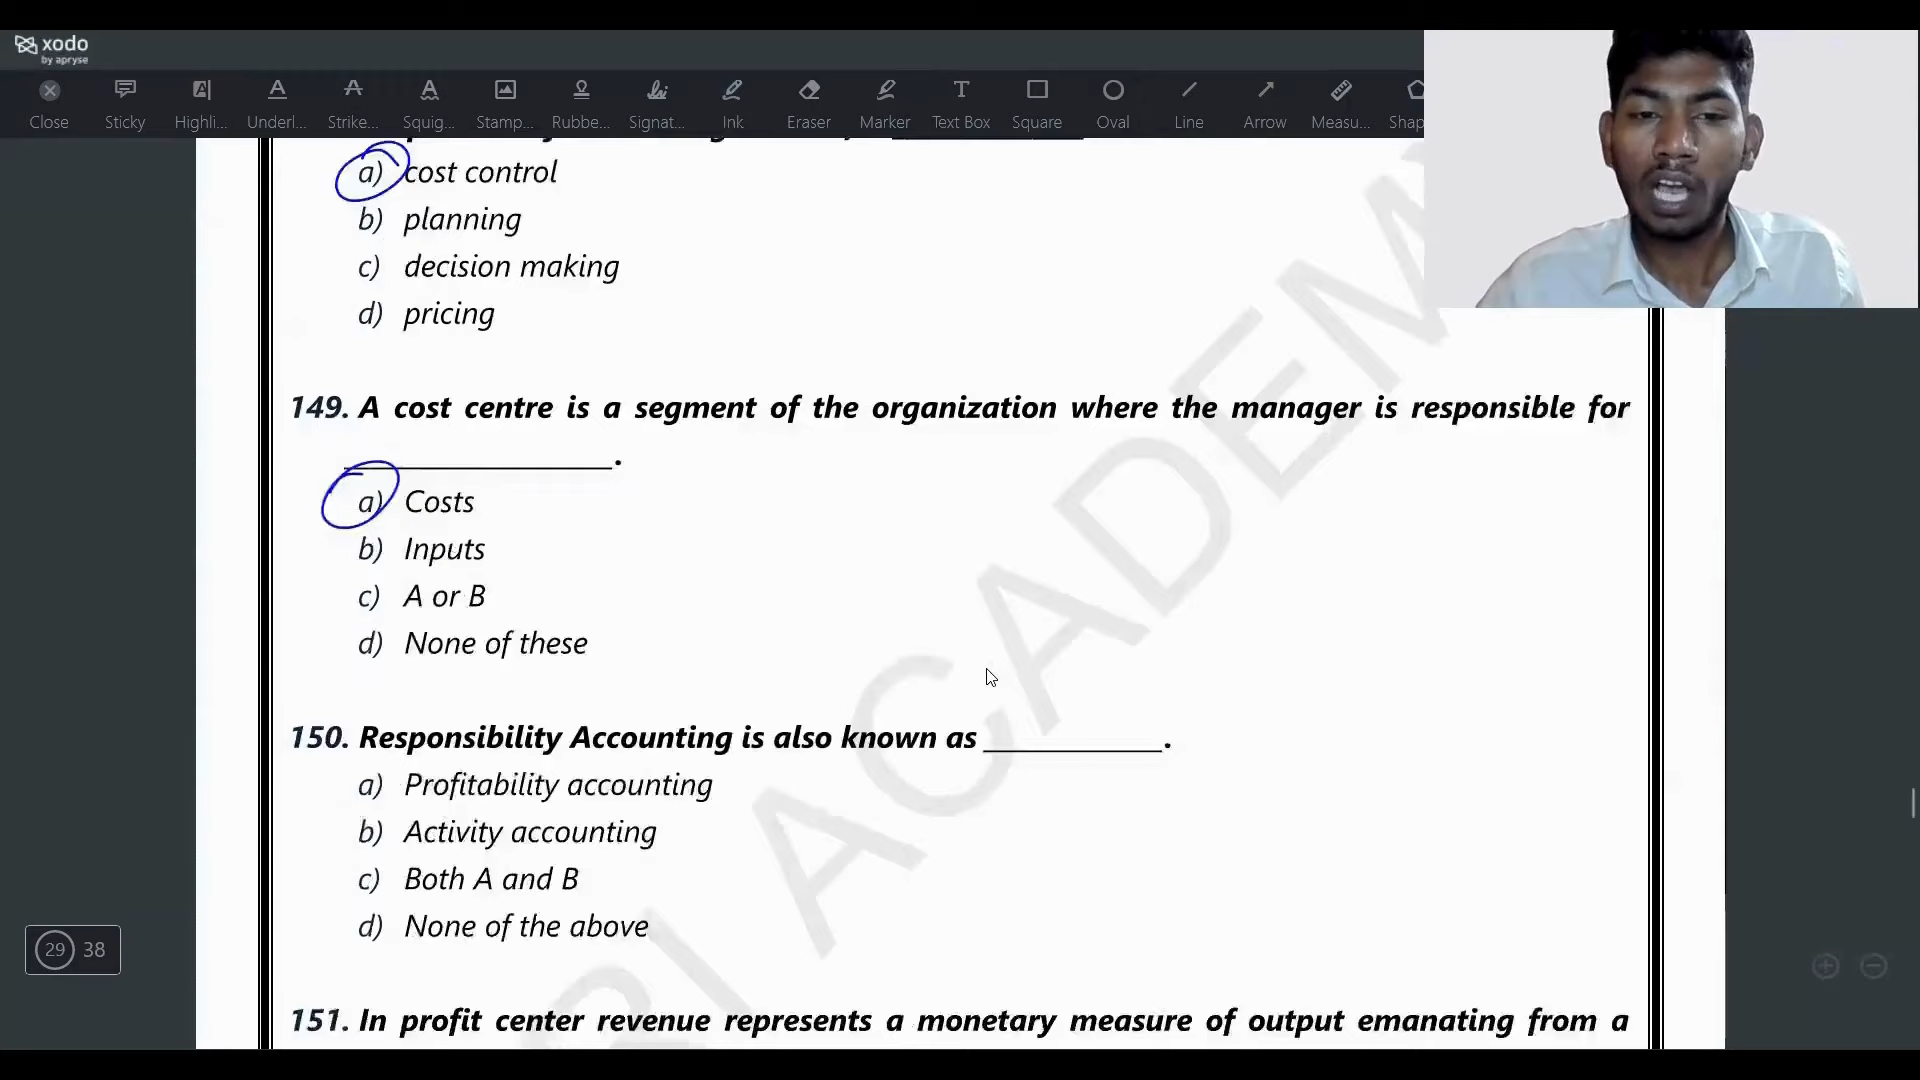 xodo
by apryse
Close
Sticky
Highli...
Underl...
Strike...
Squig...
Stamp...
Rubbe...
Signat...
Ink
Eraser
Marker
Text Box
Square
Oval
Line
Arrow
Measu...
Shap
a) cost control
b) planning
c) decision making
d) pricing
149. A cost centre is a segment of the organization where the manager is responsible for
____________.
a) Costs
b) Inputs
c) A or B
d) None of these
150. Responsibility Accounting is also known as ____________.
a) Profitability accounting
b) Activity accounting
c) Both A and B
d) None of the above
151. In profit center revenue represents a monetary measure of output emanating from a
RI ACADEM
29 38